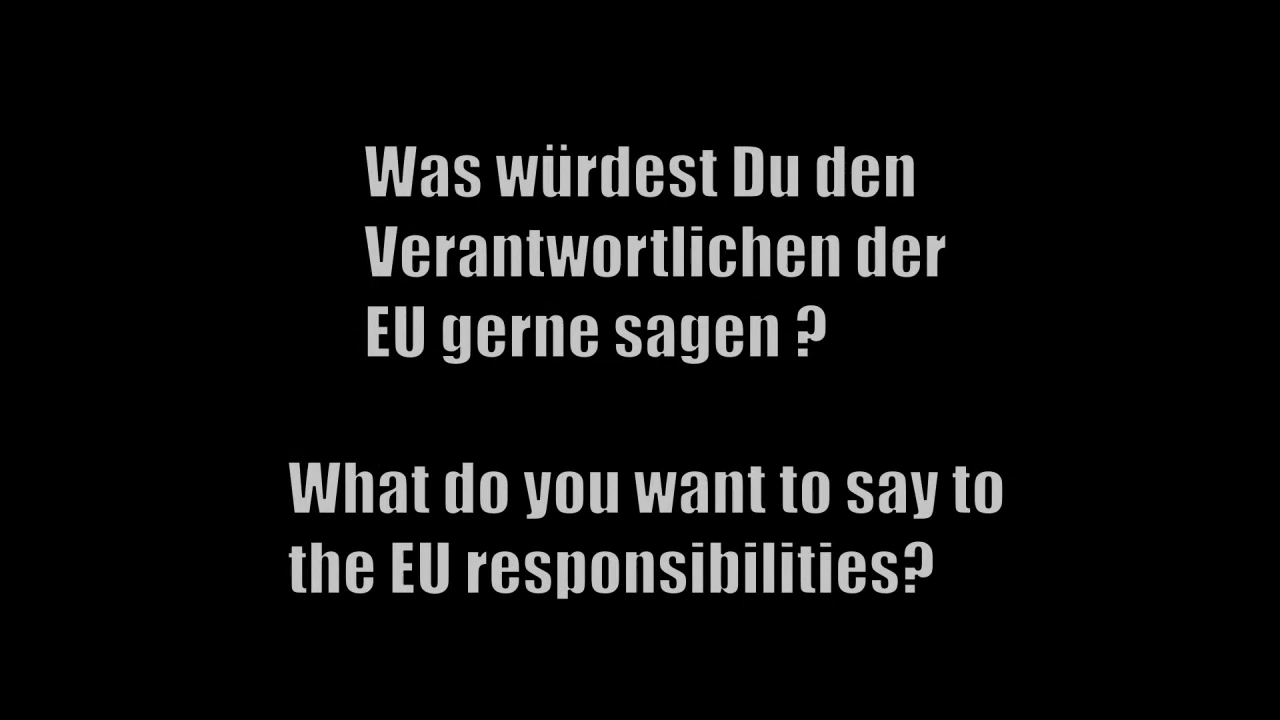 Was würdest Du den
Verantwortlichen der
EU gerne sagen ?
What do you want to say to
the EU responsibilities?